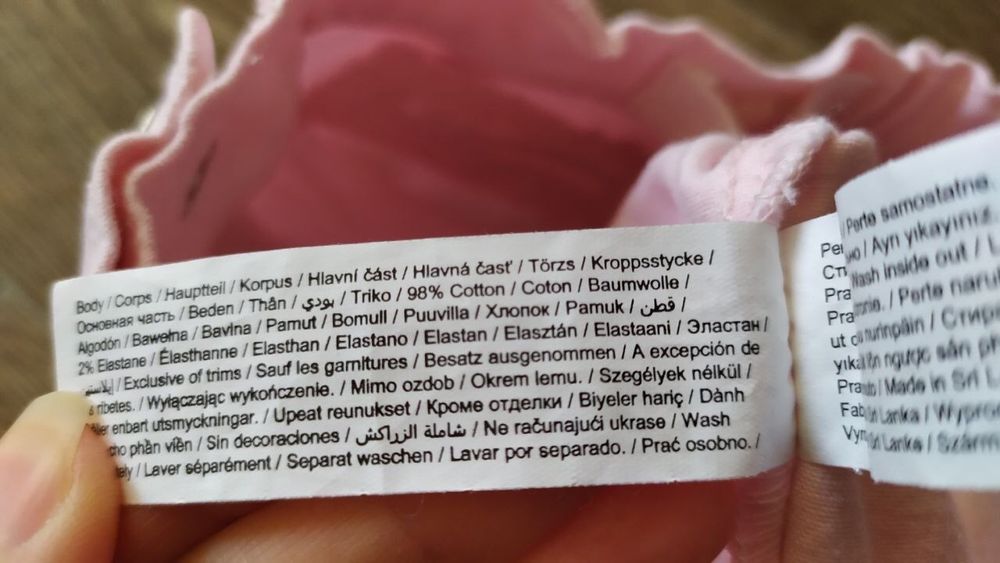 Body / Corps / Hauptteil / Korpus / Hlavní část / Hlavná časť / Törzs / Kroppsstycke /
Основная часть / Beden / Thân / بودي / Triko / 98% Cotton / Coton / Baumwolle /
Algodón / Bawełna / Bavlna / Pamut / Bomull / Puuvilla / Хлопок / Pamuk / قطن /
2% Elastane / Élasthanne / Elasthan / Elastano / Elastan / Elasztán / Elastaani / Эластан /
/ Exclusive of trims / Sauf les garnitures / Besatz ausgenommen / A excepción de
ribetes. / Wyłączając wykończenie. / Mimo ozdob / Okrem lemu. / Szegélyek nélkül /
enbart utsmyckningar. / Upeat reunukset / Кроме отделки / Biyeler hariç / Dành
cho phần viền / Sin decoraciones / شاملة الزراكش / Ne računajući ukrase / Wash
/ Laver séparément / Separat waschen / Lavar por separado. / Prać osobno. /
Perte samostatne.
/ Ayrı yıkayınız
Wash inside out / L
/ Perte naru
/ Стир
lộn ngược sản ph
/ Made in Sri L
Sri Lanka / Wypro
Sri Lanke / Szárm